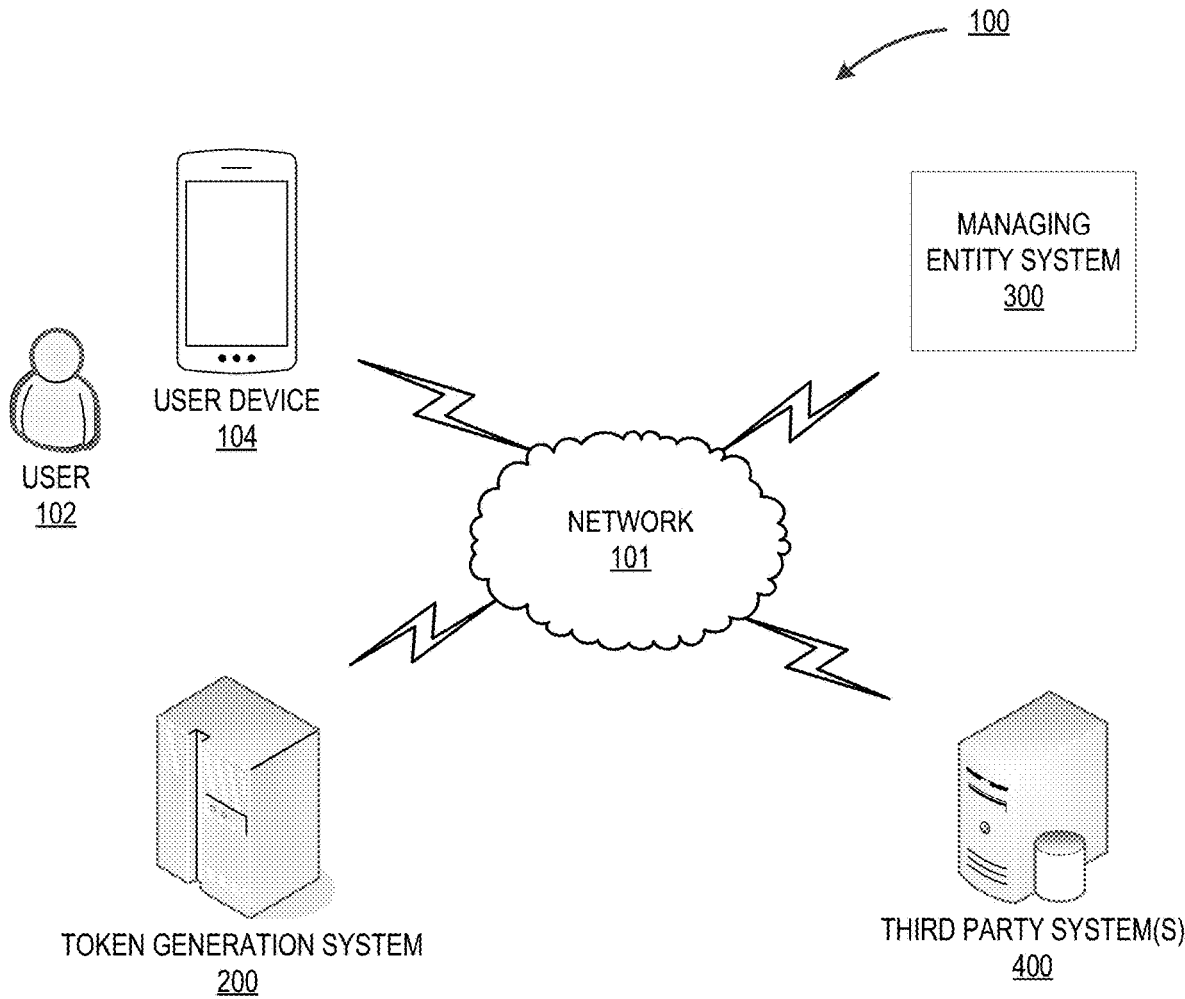 100
MANAGING
ENTITY SYSTEM
300
USER DEVICE
104
USER
102
NETWORK
101
TOKEN GENERATION SYSTEM
200
THIRD PARTY SYSTEM(S)
400